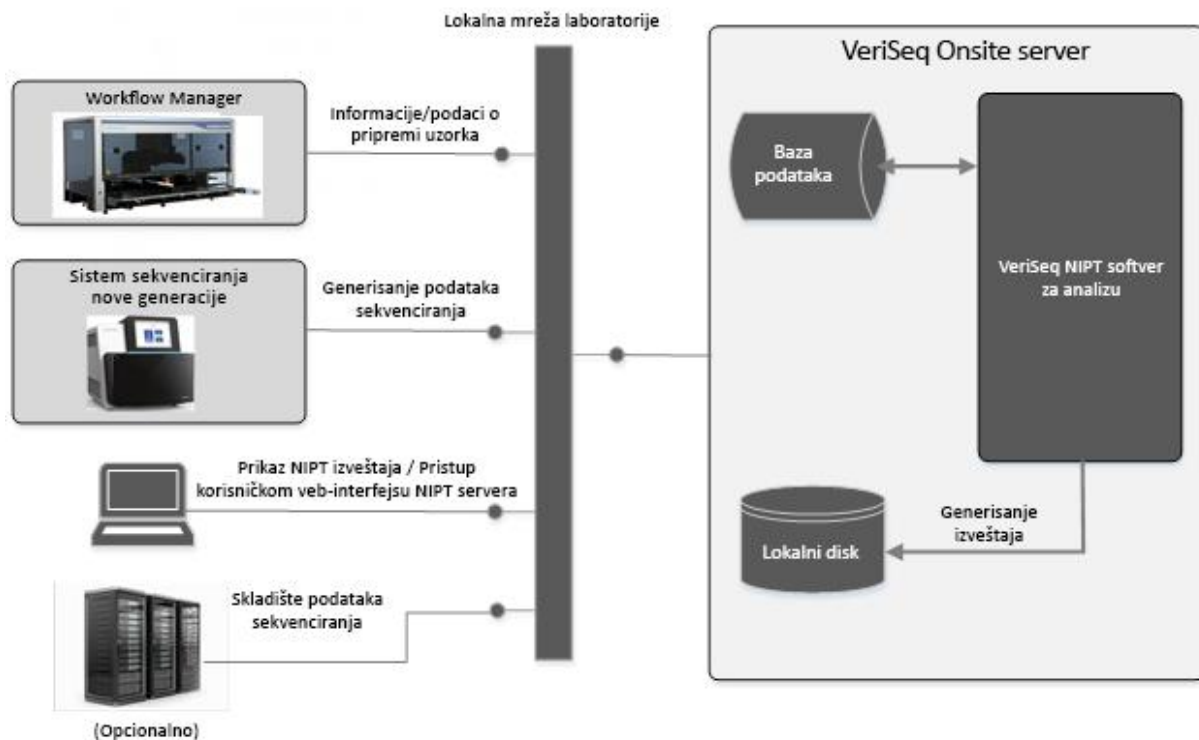 Lokalna mreža laboratorije
VeriSeq Onsite server
Workflow Manager
Informacije/podaci o
pripremi uzorka
Baza
podataka
VeriSeq NIPT softver
za analizu
Sistem sekvenciranja
nove generacije
Generisanje podataka
sekvenciranja
Prikaz NIPT izveštaja / Pristup
korisničkom veb-interfejsu NIPT servera
Generisanje
izveštaja
Lokalni disk
Skladište podataka
sekvenciranja
(Opcionalno)